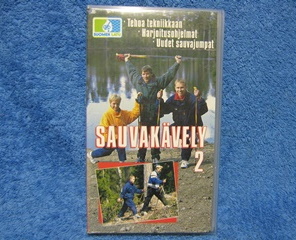 Tehoa tekniikkaan
· Harjoitusohjelmat
· Uudet sauvajumpat
SAUVAKÄVELY
2